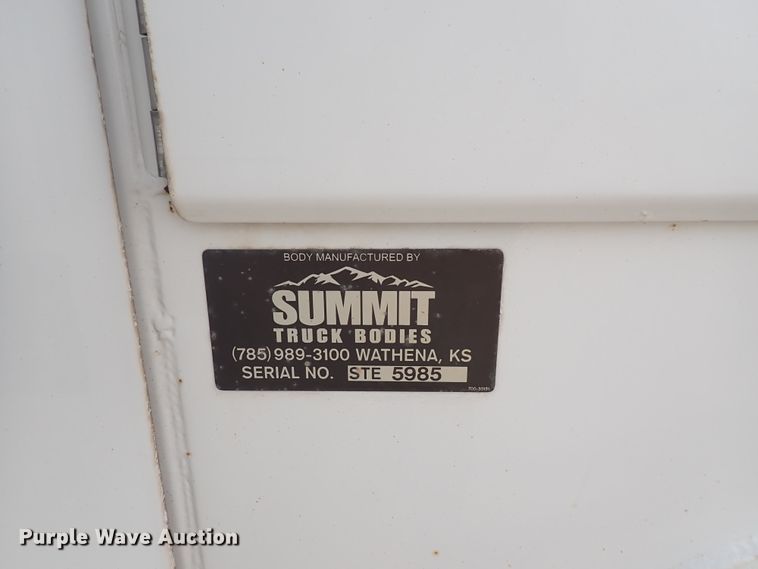 BODY MANUFACTURED BY
SUMMIT
TRUCK BODIES
(785) 989-3100 WATHENA, KS
SERIAL NO. STE 5985
Purple Wave Auction